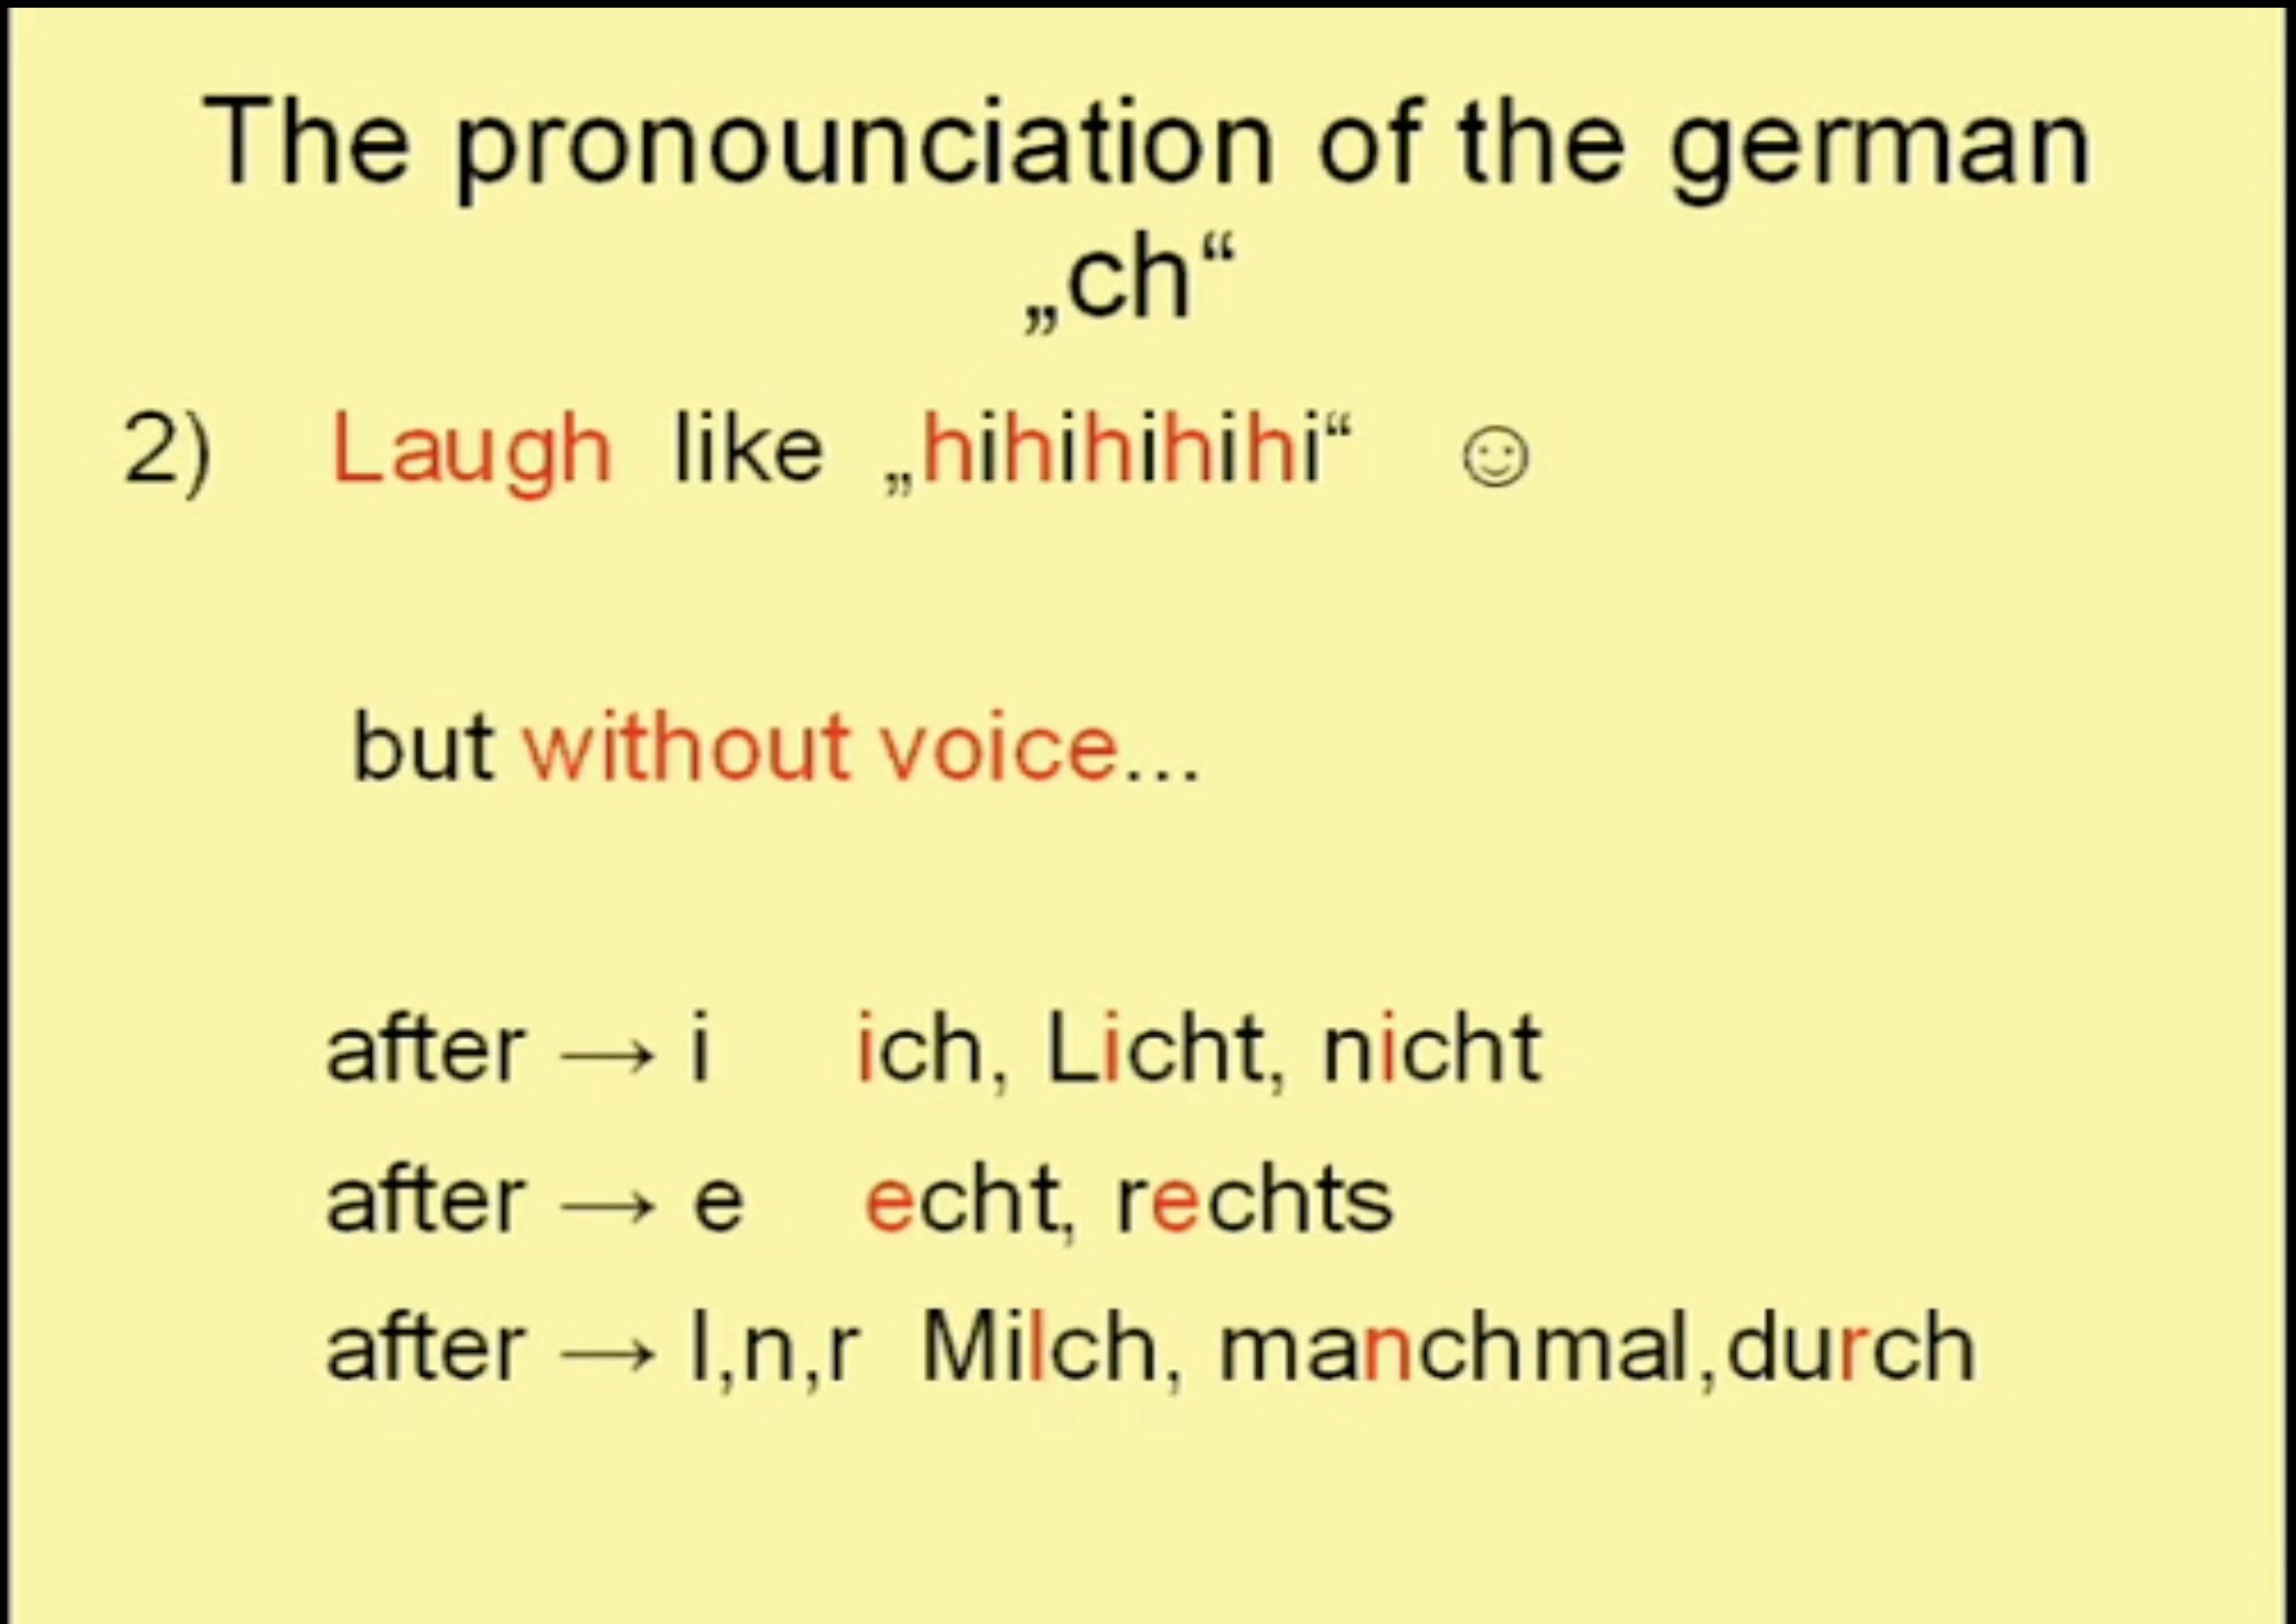 The pronounciation of the german
„ch“
2) Laugh like „hihihihihi“ ☺
but without voice...
after → i ich, Licht, nicht
after → e echt, rechts
after → l,n,r Milch, manchmal,durch